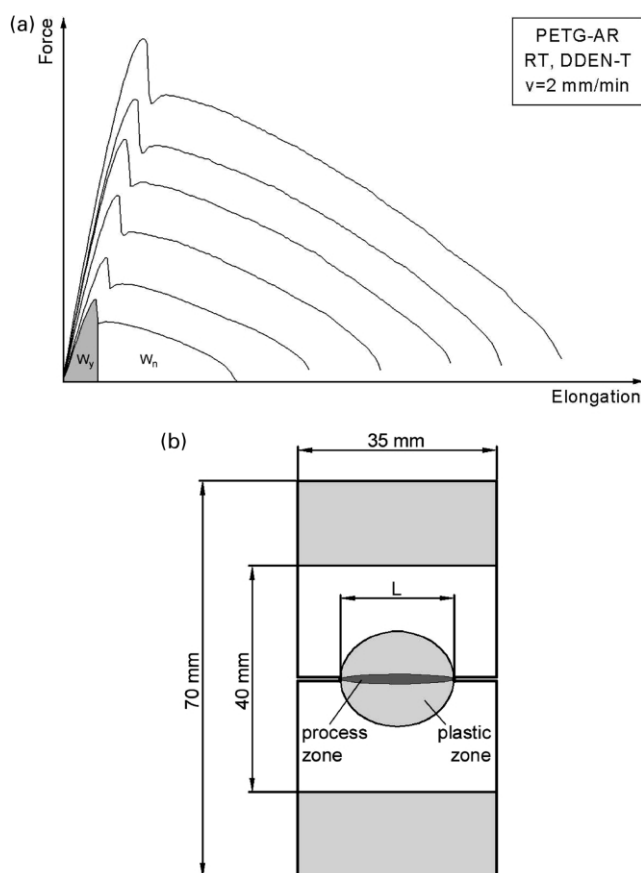 (a)
Force
PETG-AR
RT, DDEN-T
v=2 mm/min
Wy
Wn
Elongation
(b)
35 mm
L
70 mm
40 mm
process
zone
plastic
zone